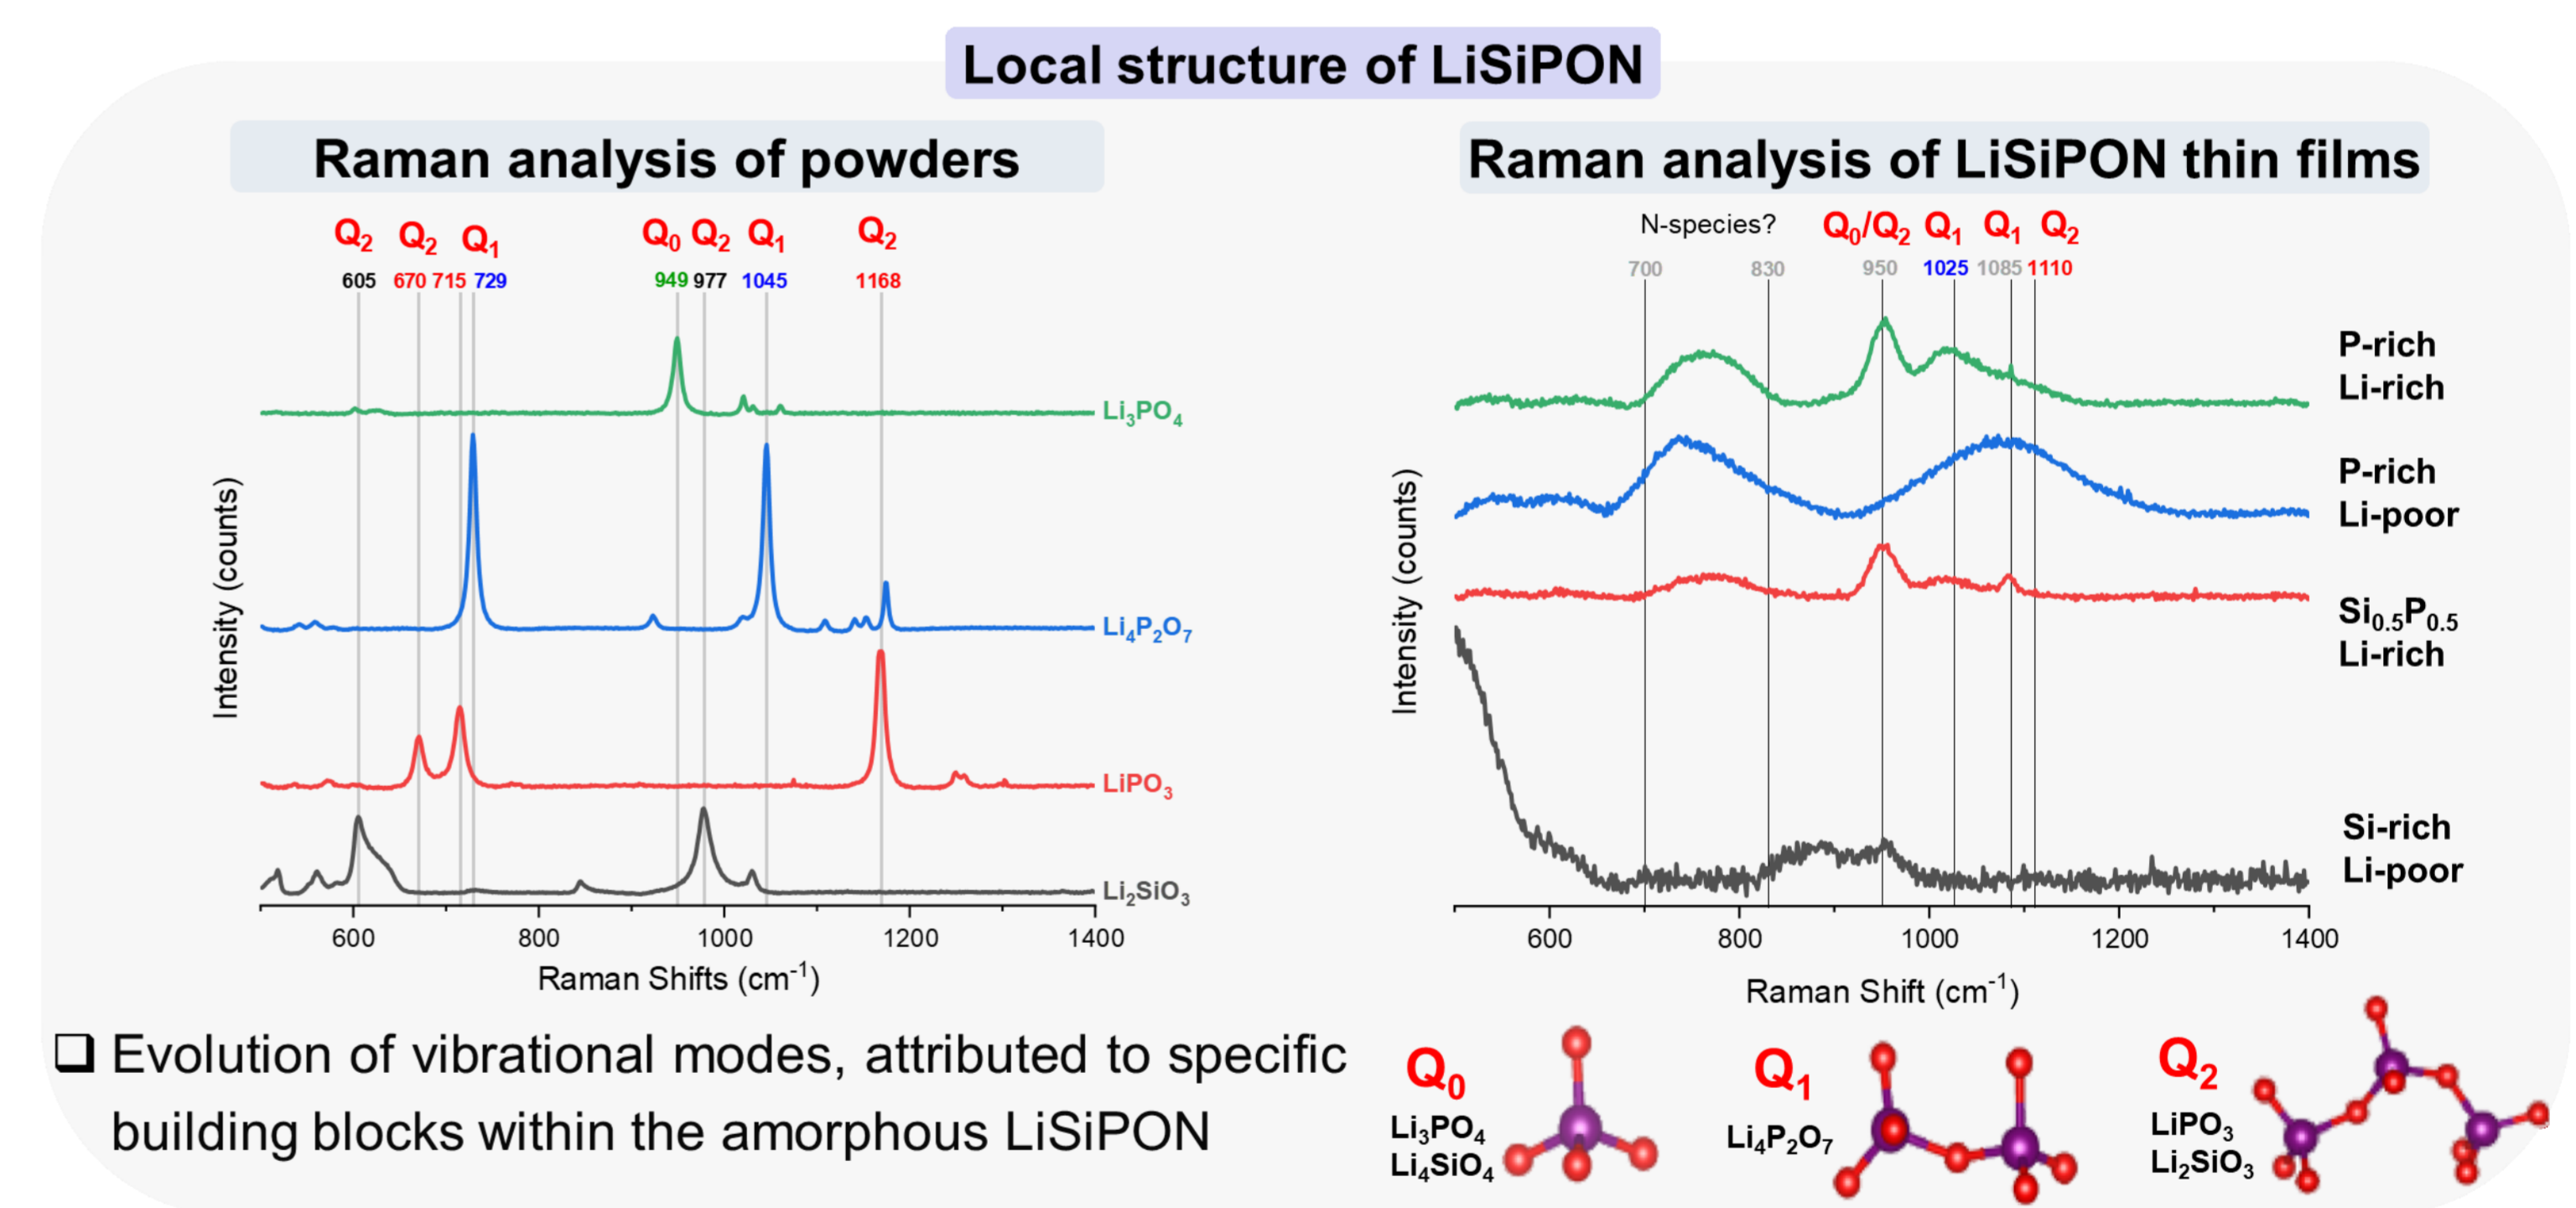 Local structure of LiSiPON
Raman analysis of powders
Q₂ Q₂ Q₁ Q₀ Q₂ Q₁ Q₂
605 670 715 729 949 977 1045 1168
Li₃PO₄
Li₄P₂O₇
LiPO₃
Li₂SiO₃
Intensity (counts)
600 800 1000 1200 1400
Raman Shifts (cm⁻¹)
Raman analysis of LiSiPON thin films
N-species? Q₀/Q₂ Q₁ Q₁ Q₂
700 830 950 1025 1085 1110
P-rich
Li-rich
P-rich
Li-poor
Si₀.₅P₀.₅
Li-rich
Si-rich
Li-poor
Intensity (counts)
600 800 1000 1200 1400
Raman Shift (cm⁻¹)
❑ Evolution of vibrational modes, attributed to specific
building blocks within the amorphous LiSiPON
Q₀
Li₃PO₄
Li₄SiO₄
Q₁
Li₄P₂O₇
Q₂
LiPO₃
Li₂SiO₃